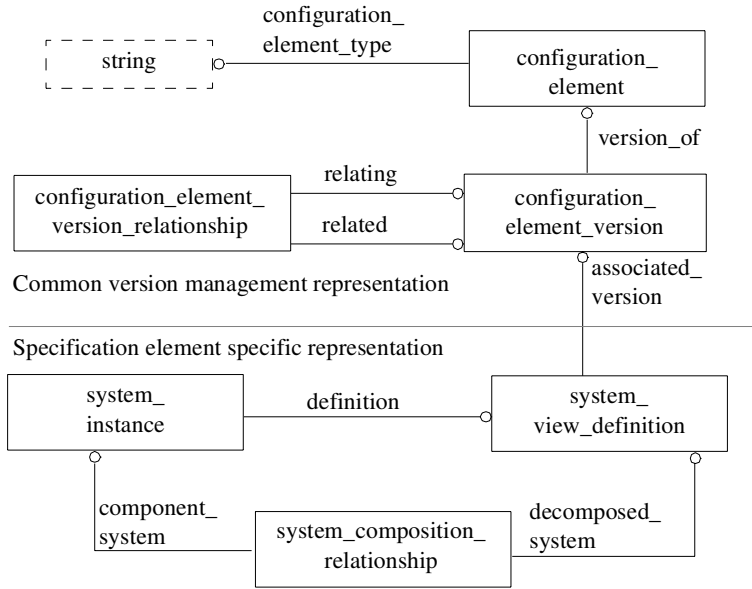 configuration_
element_type
string
configuration_
element
version_of
relating
configuration_element_
version_relationship
configuration_
element_version
related
associated_
version
Common version management representation
Specification element specific representation
system_
instance
definition
system_
view_definition
component_
system
system_composition_
relationship
decomposed_
system